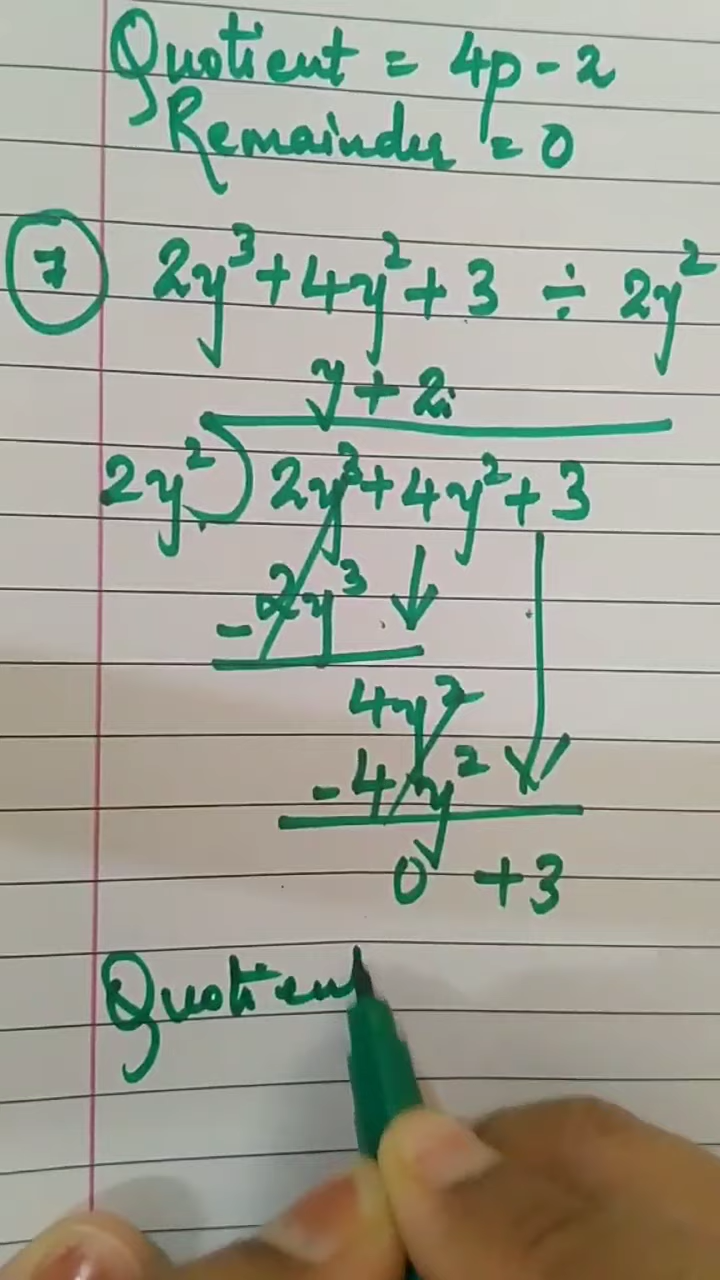 Quotient = 4p - 2
Remainder = 0
7 2y³ + 4y² + 3 ÷ 2y²
y + 2
2y² ) 2y³ + 4y² + 3
- 2y³
4y²
- 4y²
0 + 3
Quotient